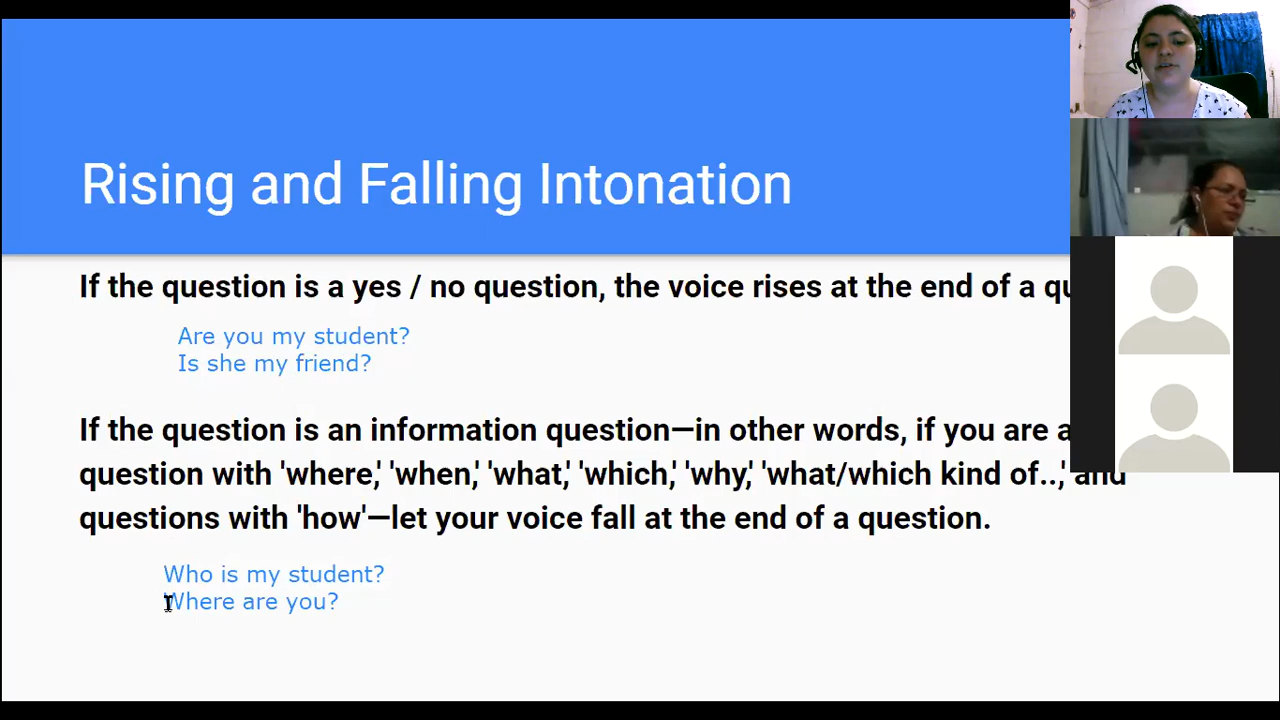 Rising and Falling Intonation
If the question is a yes / no question, the voice rises at the end of a
Are you my student?
Is she my friend?
If the question is an information question—in other words, if you are
question with 'where,' 'when,' 'what,' 'which,' 'why,' 'what/which kind of..,' and
questions with 'how'—let your voice fall at the end of a question.
Who is my student?
Where are you?